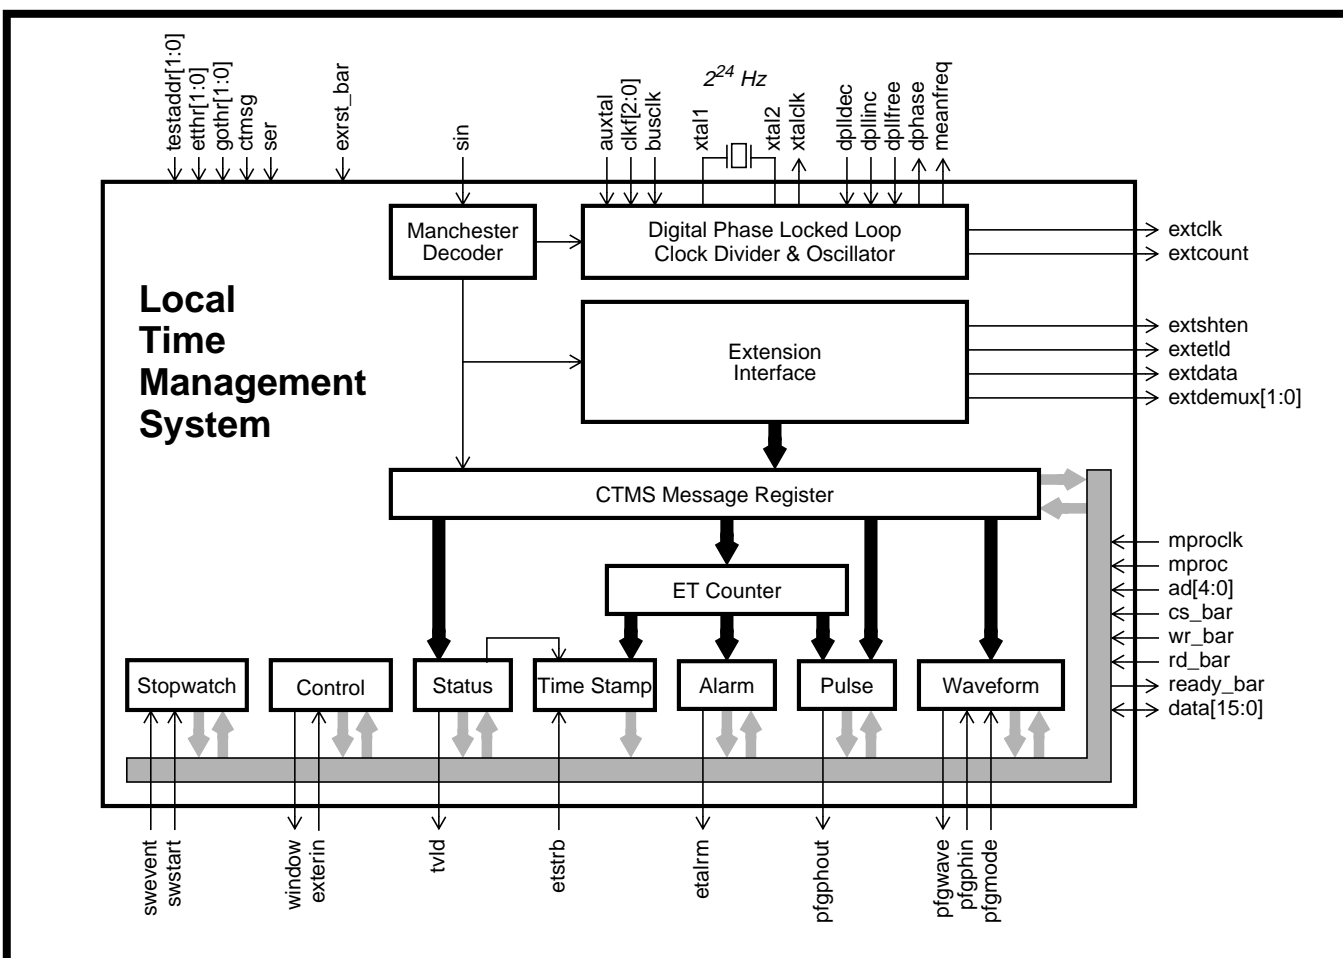 testaddr[1:0]
etthr[1:0]
gothr[1:0]
ctmsg
ser
exrst_bar
sin
auxtal
clkf[2:0]
busclk
xtal1
2^24 Hz
xtal2
xtalclk
dplldec
dpllinc
dpllfree
dphase
meanfreq
Manchester
Decoder
Digital Phase Locked Loop
Clock Divider & Oscillator
extclk
extcount
Local
Time
Management
System
Extension
Interface
extshten
extetld
extdata
extdemux[1:0]
CTMS Message Register
ET Counter
mproclk
mproc
ad[4:0]
cs_bar
wr_bar
rd_bar
ready_bar
data[15:0]
Stopwatch
Control
Status
Time Stamp
Alarm
Pulse
Waveform
swevent
swstart
window
exterin
tvld
etstrb
etalrm
pfgphout
pfgwave
pfgphin
pfgmode